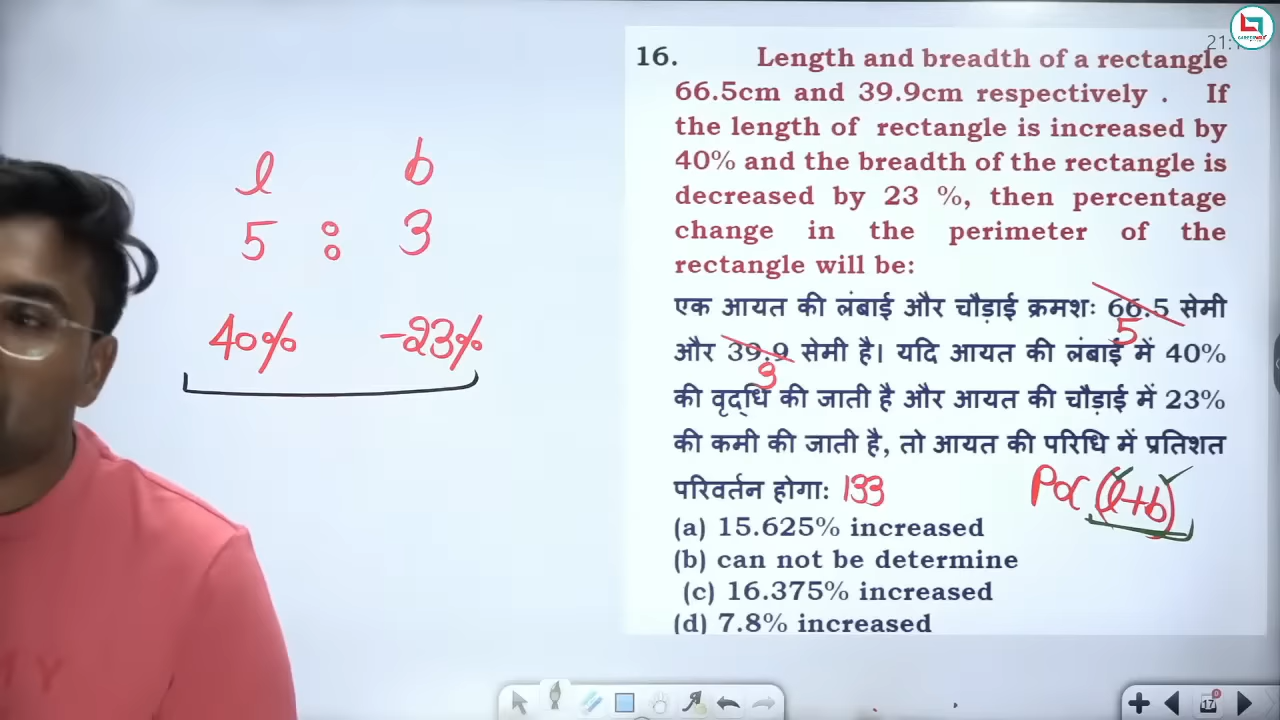 l b
5 : 3
40% -23%
16. Length and breadth of a rectangle
66.5cm and 39.9cm respectively . If
the length of rectangle is increased by
40% and the breadth of the rectangle is
decreased by 23 %, then percentage
change in the perimeter of the
rectangle will be:
एक आयत की लंबाई और चौड़ाई क्रमशः 66.5 सेमी
5
और 39.9 सेमी है। यदि आयत की लंबाई में 40%
3
की वृद्धि की जाती है और आयत की चौड़ाई में 23%
की कमी की जाती है, तो आयत की परिधि में प्रतिशत
परिवर्तन होगाः 133
P∝(l+b)
(a) 15.625% increased
(b) can not be determine
(c) 16.375% increased
(d) 7.8% increased
17